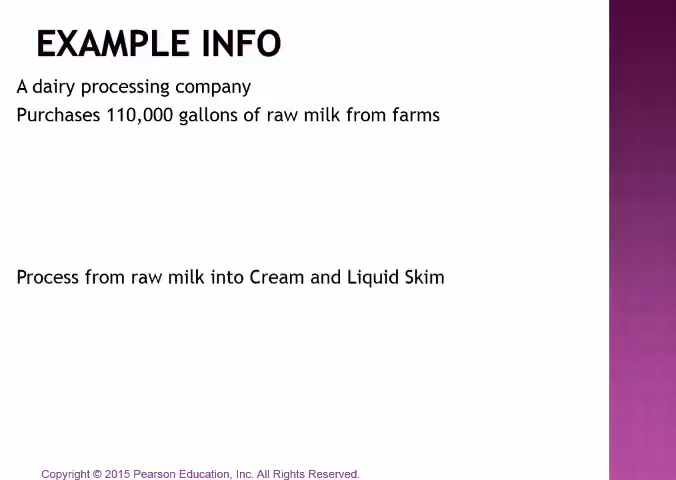 EXAMPLE INFO
A dairy processing company
Purchases 110,000 gallons of raw milk from farms
Process from raw milk into Cream and Liquid Skim
Copyright © 2015 Pearson Education, Inc. All Rights Reserved.